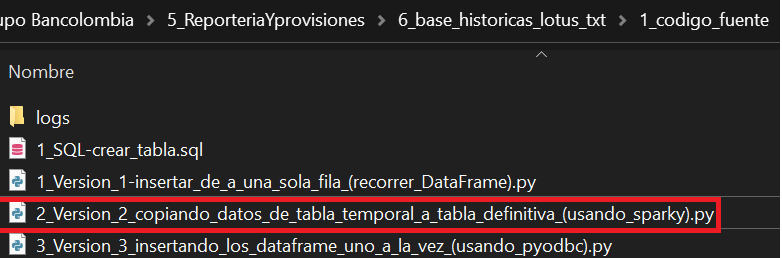 upo Bancolombia > 5_ReporteriaYprovisiones > 6_base_historicas_lotus_txt > 1_codigo_fuente
Nombre
logs
1_SQL-crear_tabla.sql
1_Version_1-insertar_de_a_una_sola_fila_(recorrer_DataFrame).py
2_Version_2_copiando_datos_de_tabla_temporal_a_tabla_definitiva_(usando_sparky).py
3_Version_3_insertando_los_dataframe_uno_a_la_vez_(usando_pyodbc).py